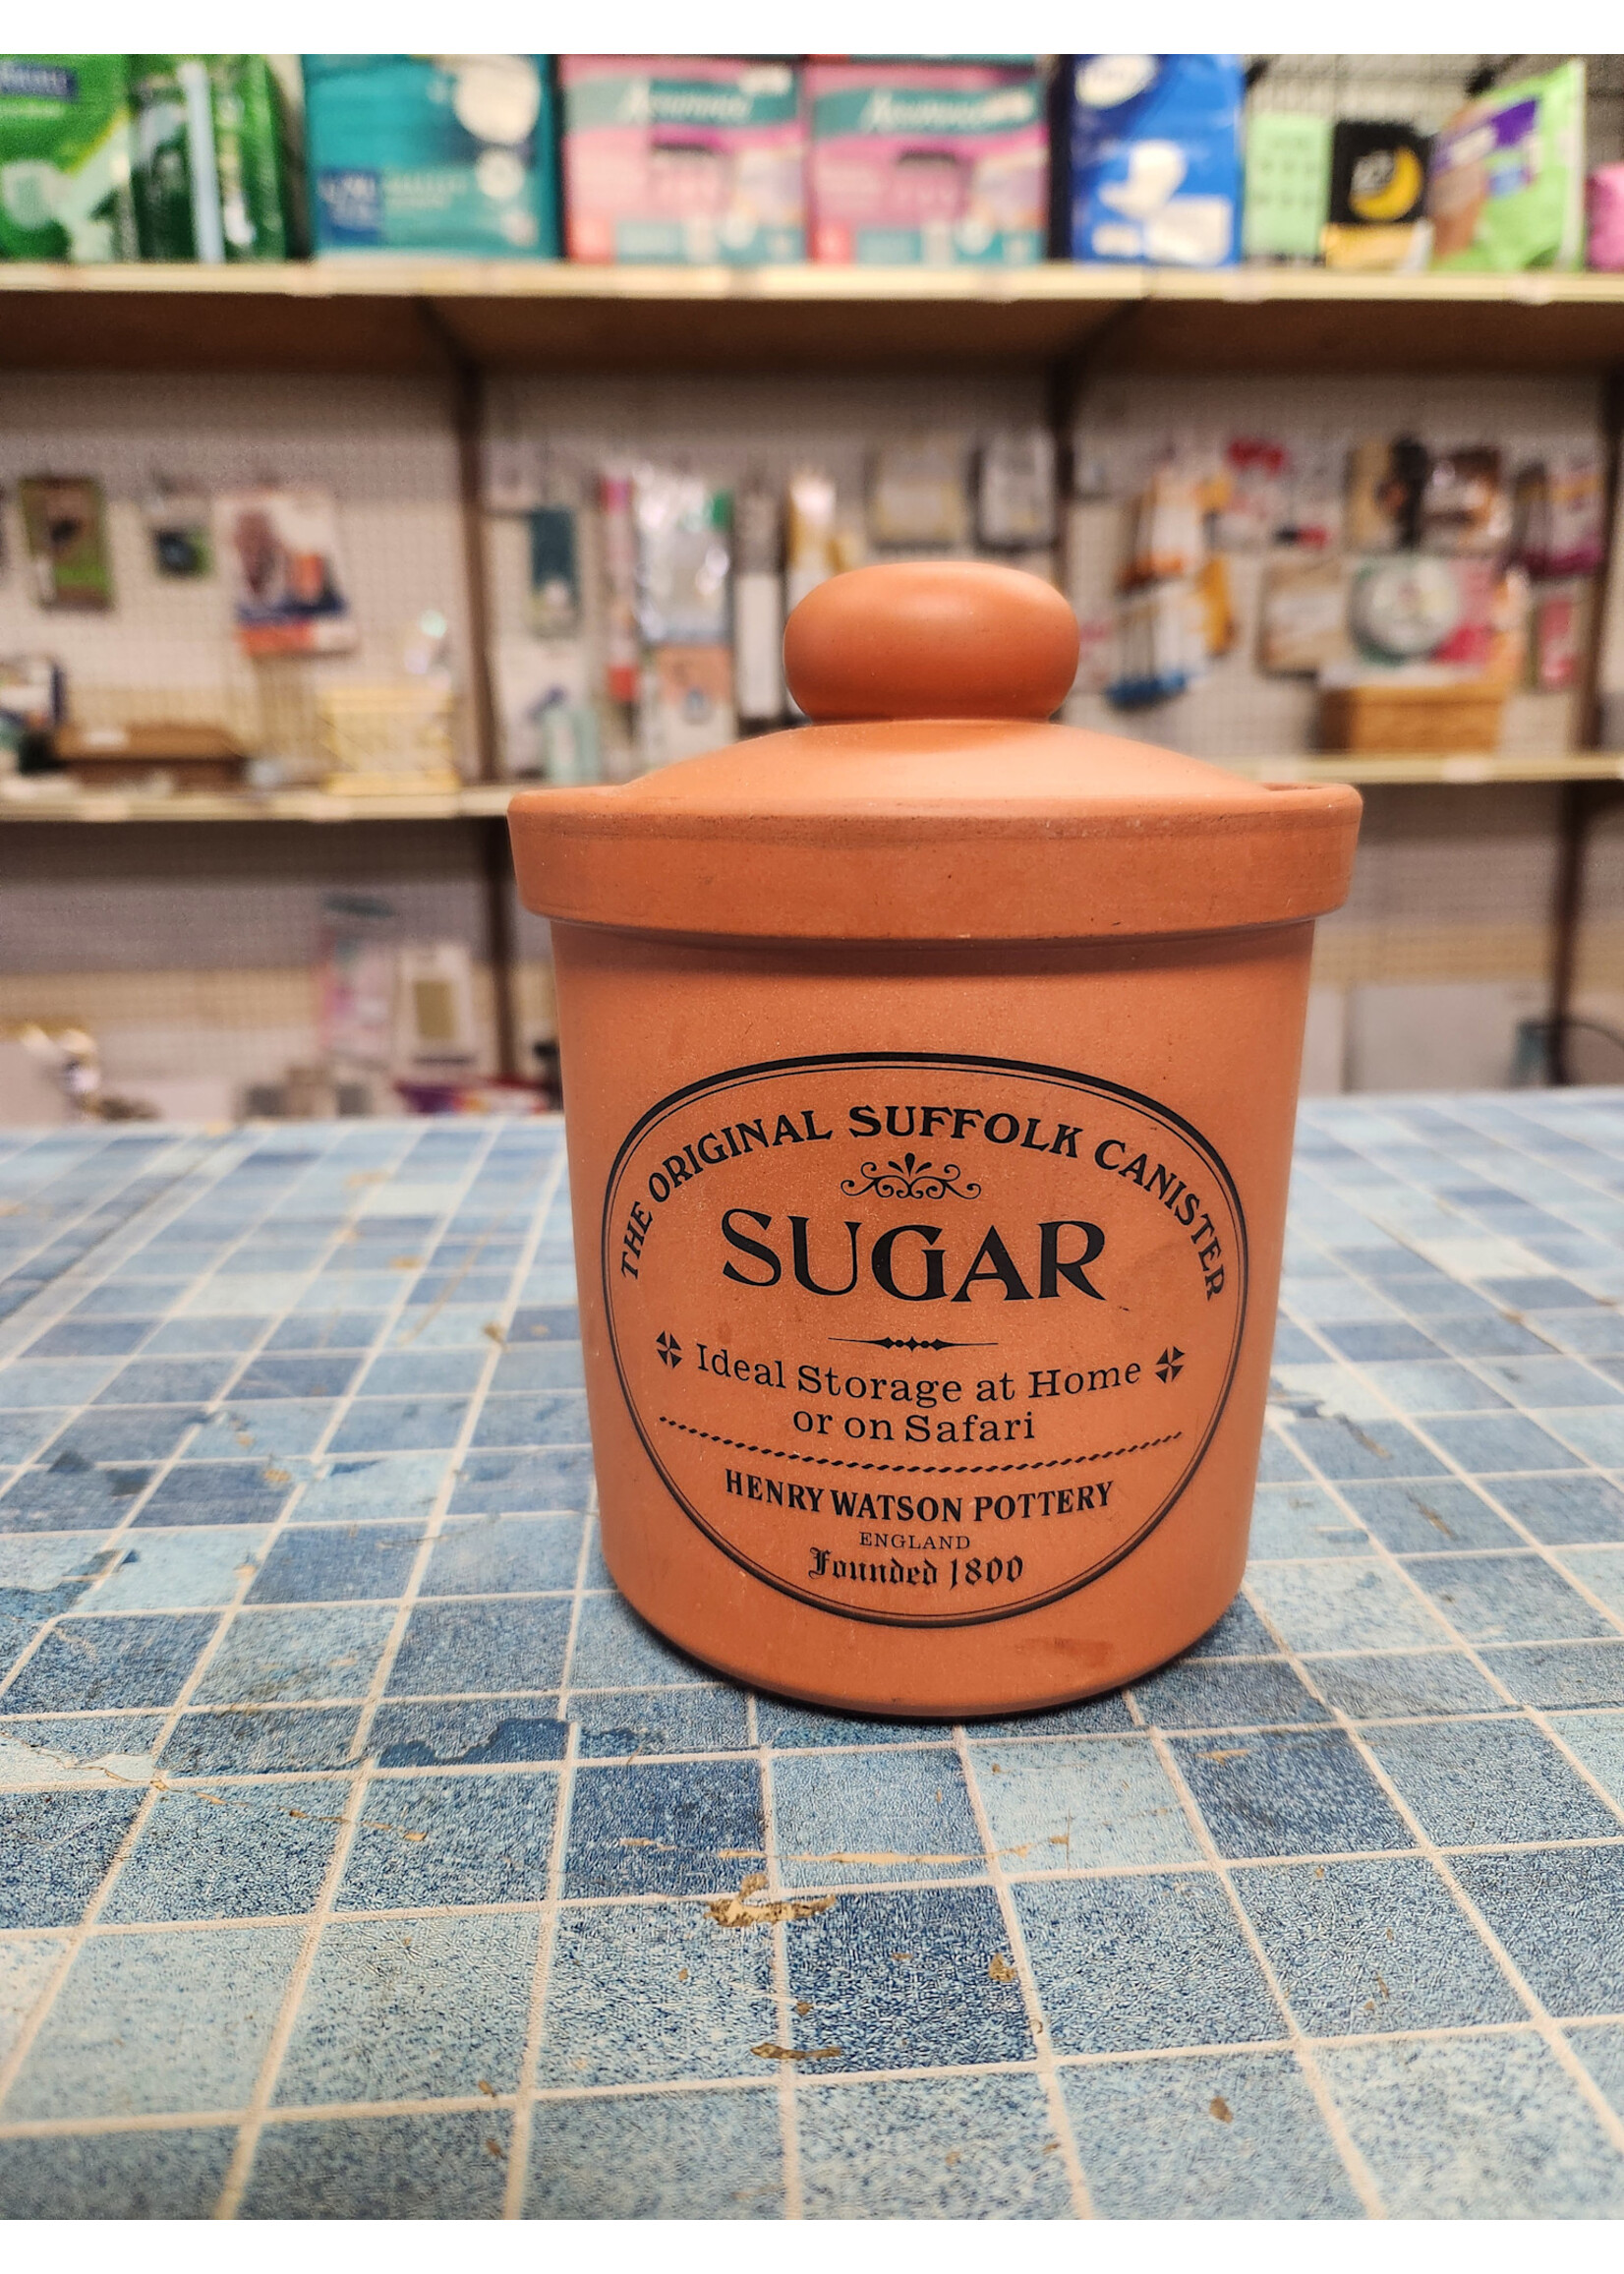 THE ORIGINAL SUFFOLK CANISTER
SUGAR
Ideal Storage at Home
or on Safari
HENRY WATSON POTTERY
ENGLAND
Founded 1800